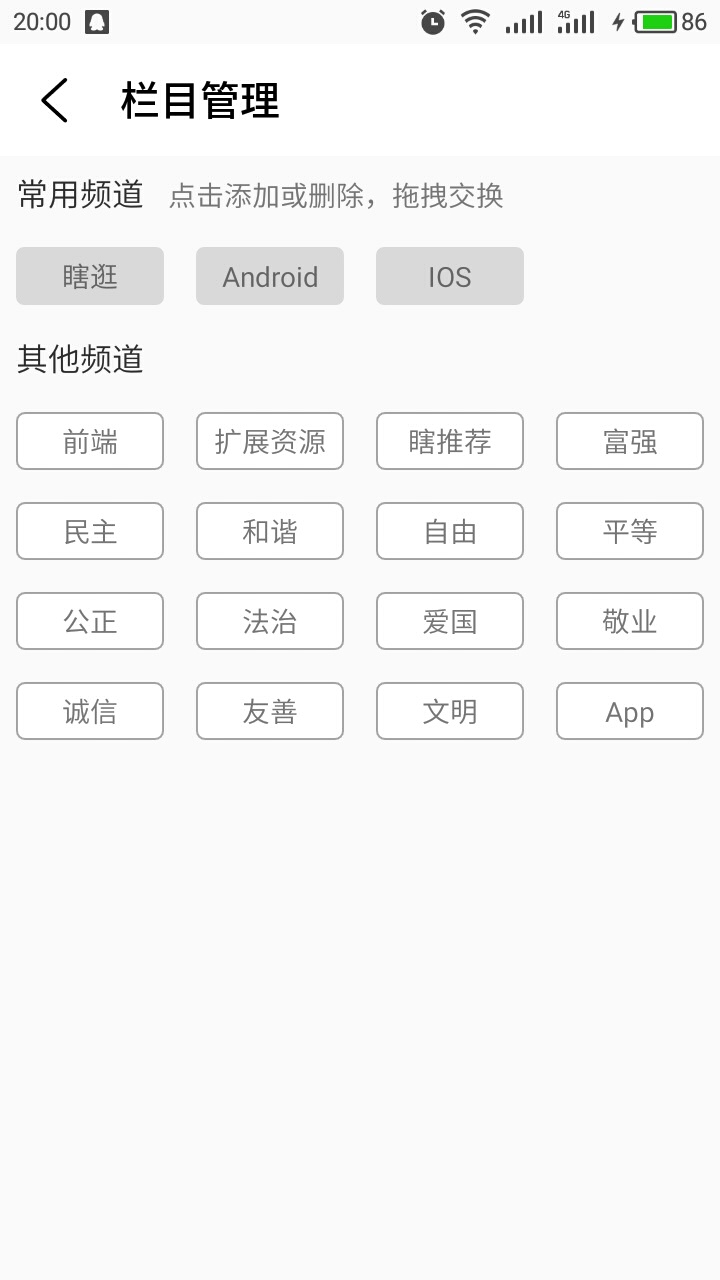 20:00 4G 86
栏目管理
常用频道 点击添加或删除，拖拽交换
瞎逛 Android IOS
其他频道
前端 扩展资源 瞎推荐 富强
民主 和谐 自由 平等
公正 法治 爱国 敬业
诚信 友善 文明 App